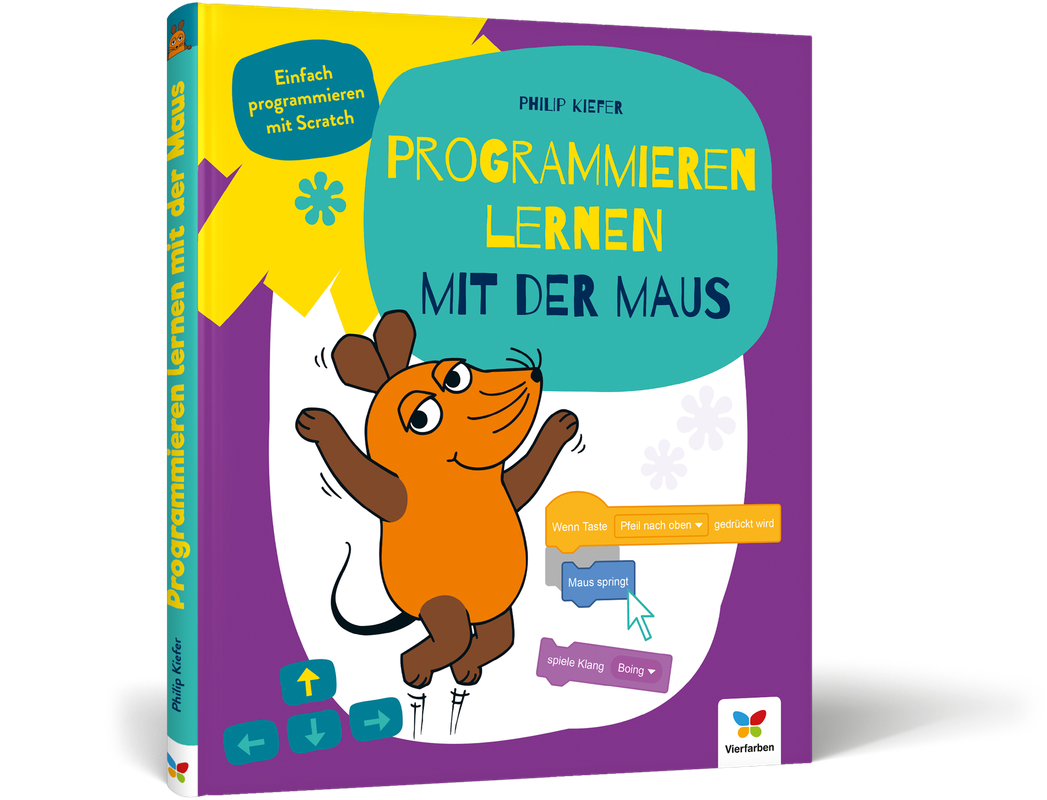 Einfach
programmieren
mit Scratch
PHILIP KIEFER
PROGRAMMIEREN
LERNEN
MIT DER MAUS
Wenn Taste Pfeil nach oben gedrückt wird
Maus springt
spiele Klang Boing
Vierfarben
Programmieren lernen mit der Maus
Philip Kiefer